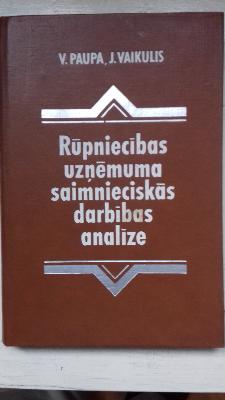 V. PAUPA, J. VAIKULIS
Rūpniecības
uzņēmuma
saimnieciskās
darbības
analīze